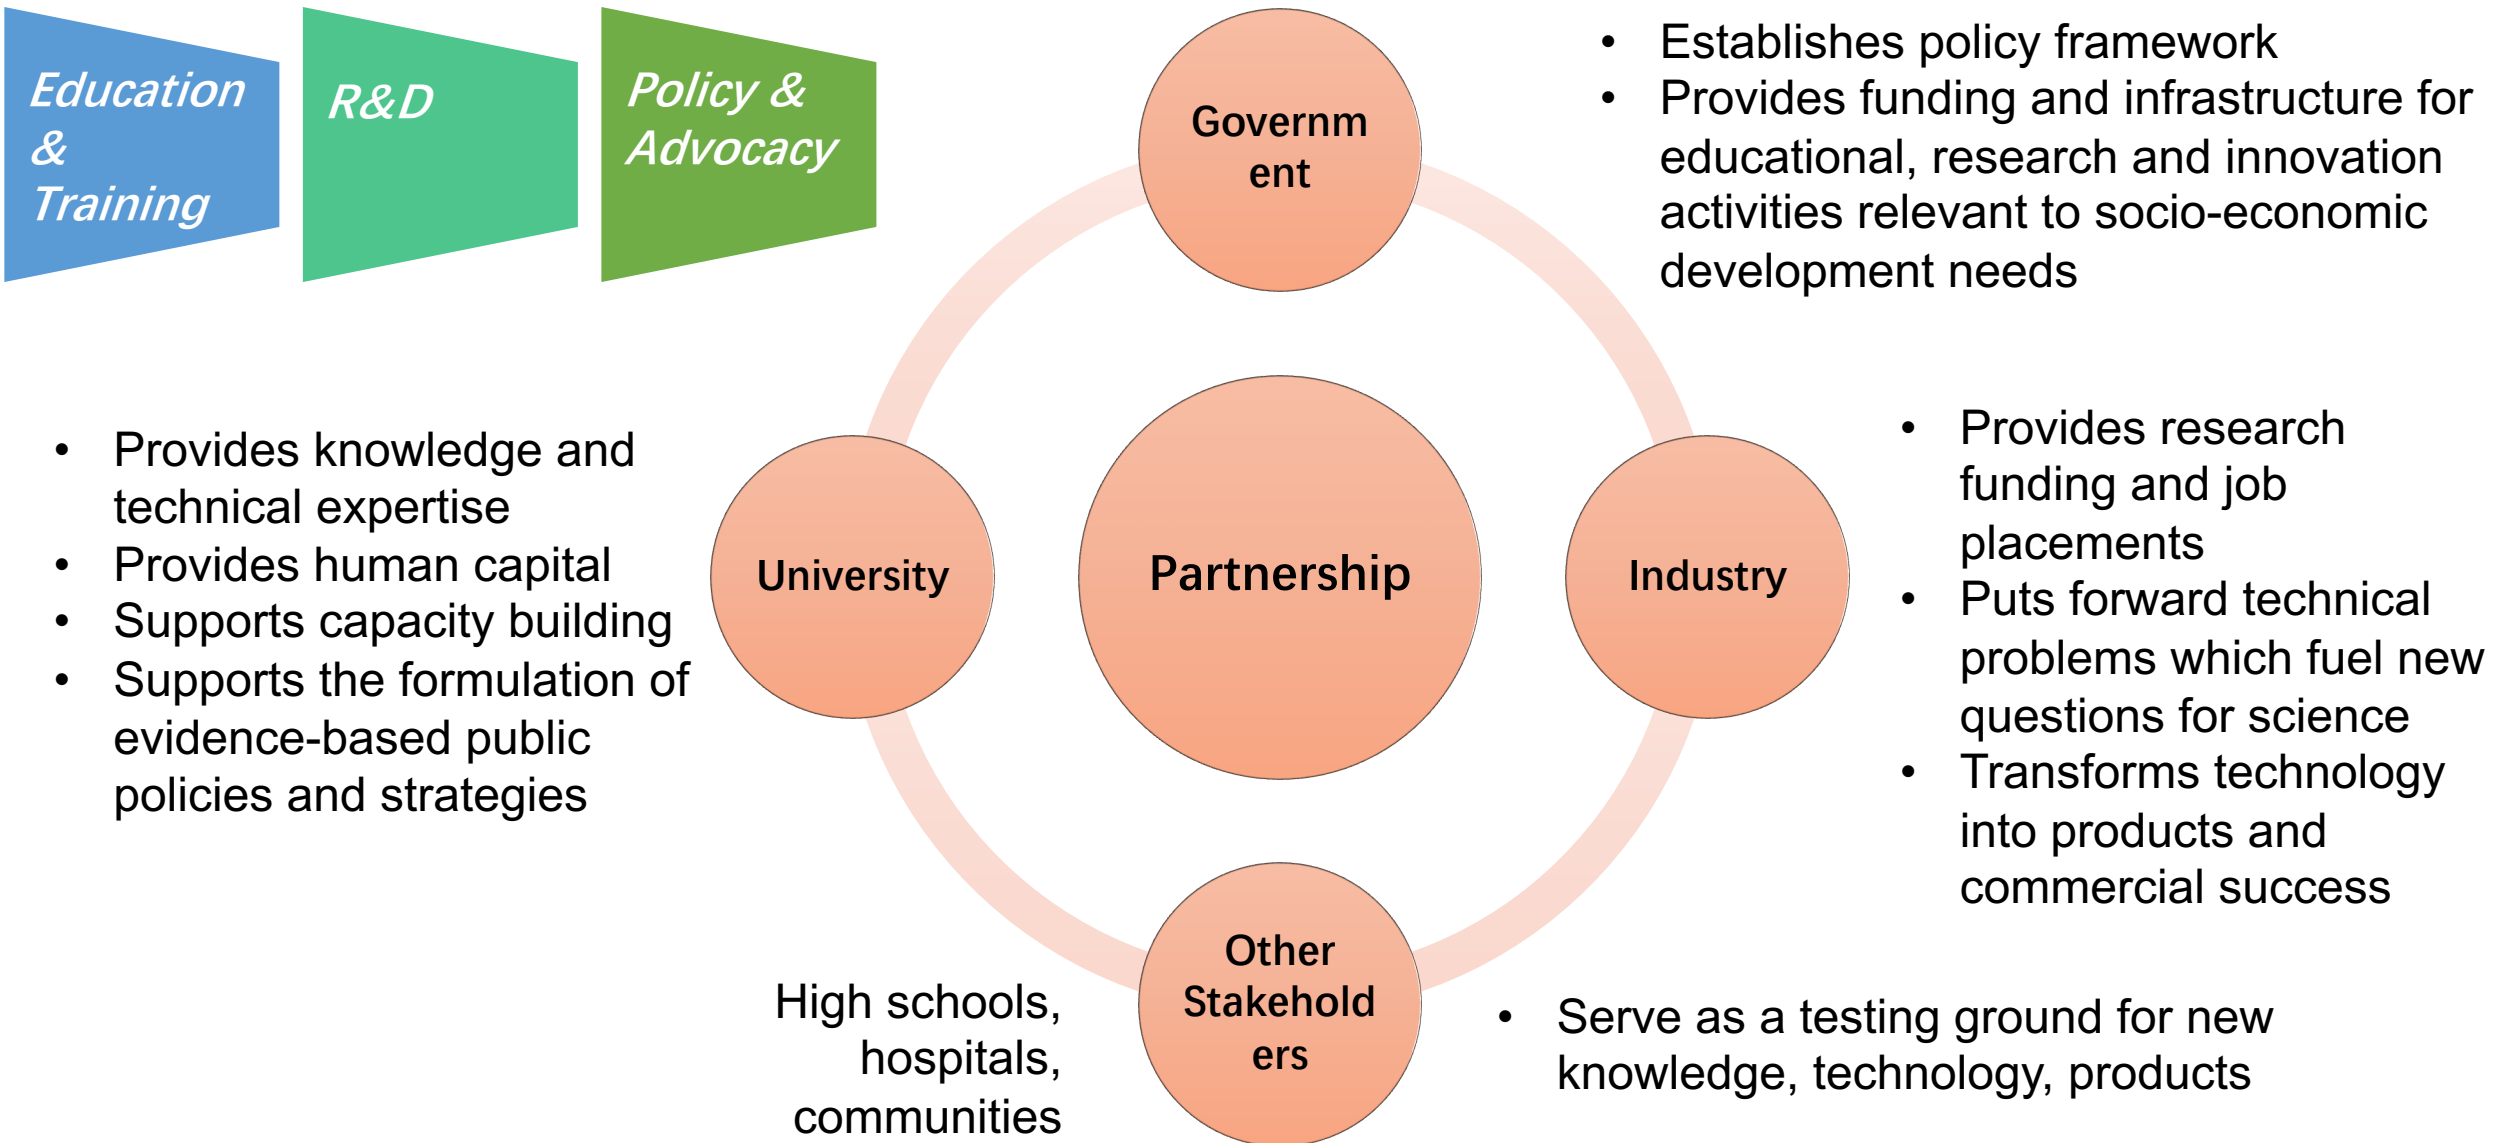 Education
&
Training
R&D
Policy &
Advocacy
Governm
ent
• Establishes policy framework
• Provides funding and infrastructure for
educational, research and innovation
activities relevant to socio-economic
development needs
• Provides knowledge and
technical expertise
• Provides human capital
• Supports capacity building
• Supports the formulation of
evidence-based public
policies and strategies
University
Partnership
Industry
• Provides research
funding and job
placements
• Puts forward technical
problems which fuel new
questions for science
• Transforms technology
into products and
commercial success
High schools,
hospitals,
communities
Other
Stakehold
ers
• Serve as a testing ground for new
knowledge, technology, products